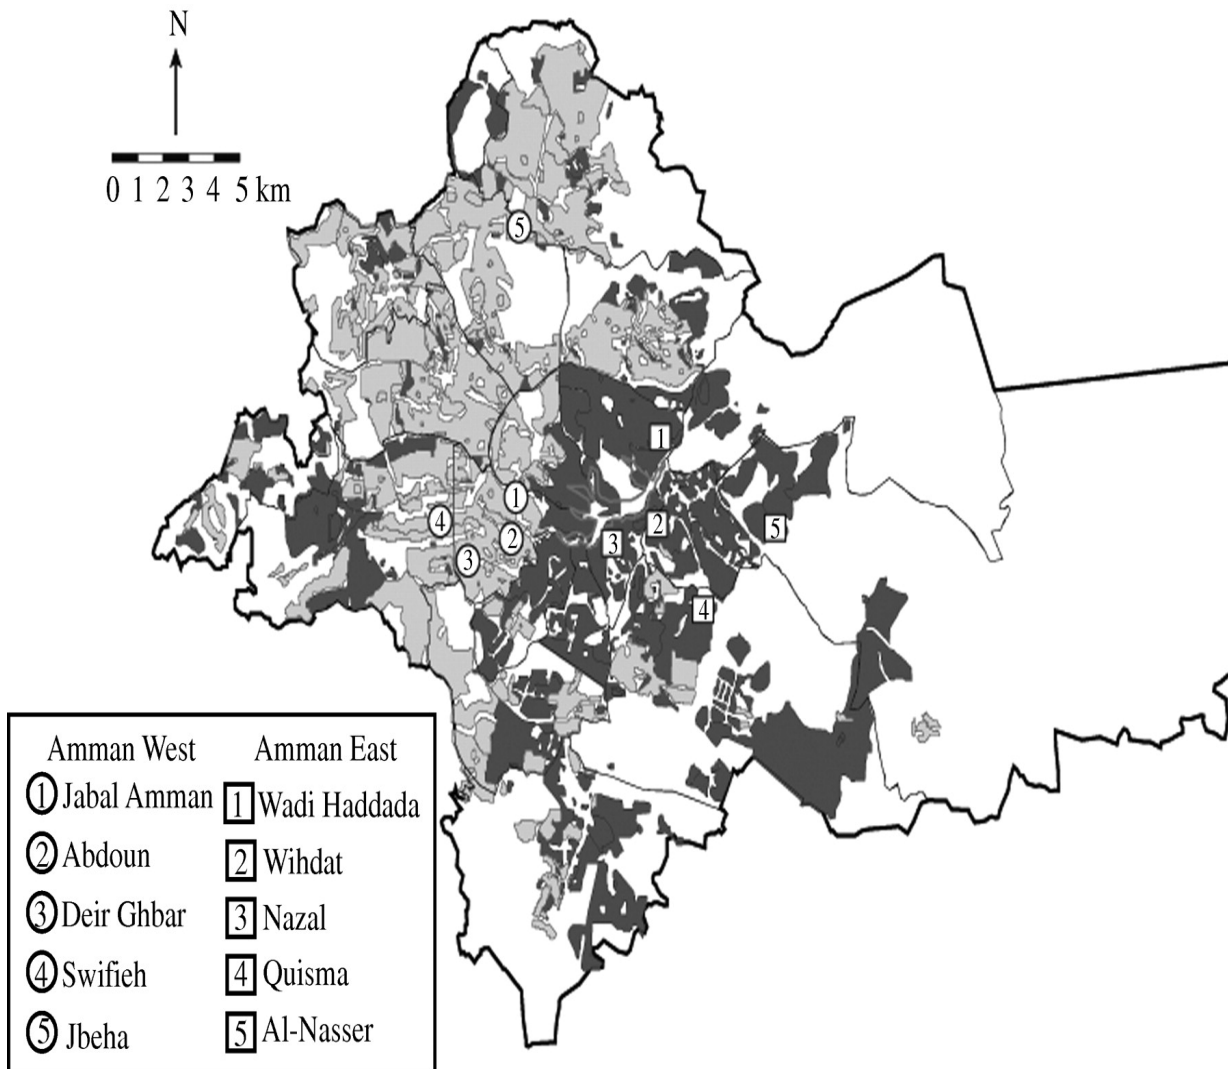 N
0 1 2 3 4 5 km
5
1
1
4
2
2
3
5
3
4
Amman West Amman East
1 Jabal Amman 1 Wadi Haddada
2 Abdoun 2 Wihdat
3 Deir Ghbar 3 Nazal
4 Swifieh 4 Quisma
5 Jbeha 5 Al-Nasser